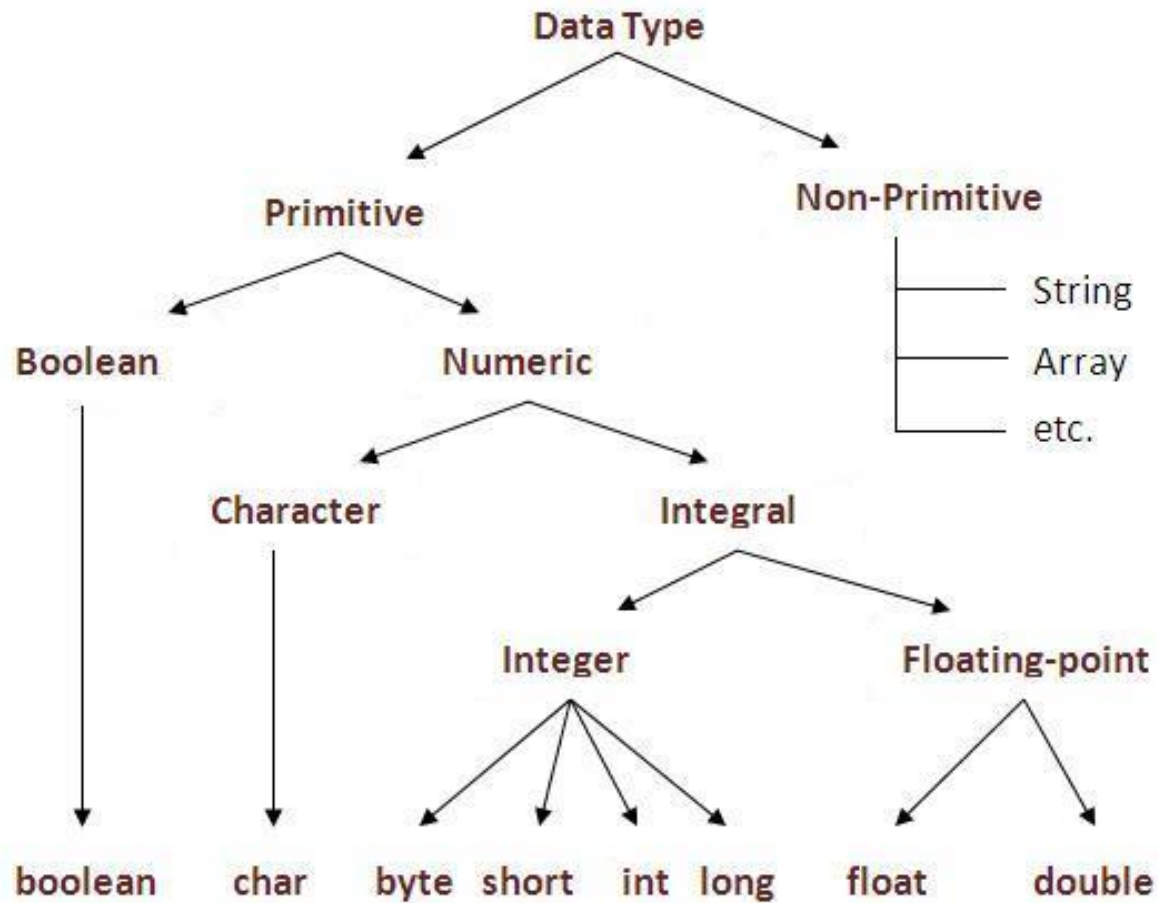 Data Type
Primitive
Non-Primitive
String
Array
etc.
Boolean
Numeric
Character
Integral
Integer
Floating-point
boolean
char
byte
short
int
long
float
double